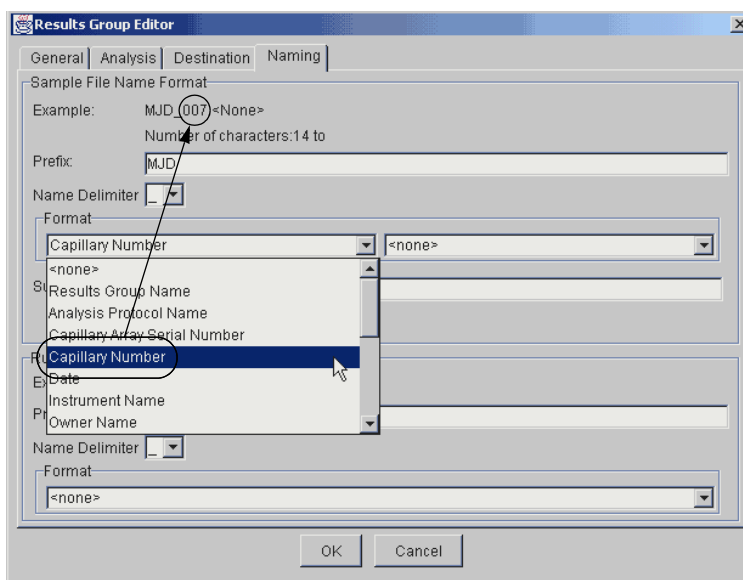 Results Group Editor
General Analysis Destination Naming
Sample File Name Format
Example: MJD_007<None>
Number of characters:14 to
Prefix: MJD
Name Delimiter _
Format
Capillary Number <none>
<none>
Results Group Name
Analysis Protocol Name
Capillary Array Serial Number
Capillary Number
Date
Instrument Name
Owner Name
Name Delimiter _
Format
<none>
OK Cancel